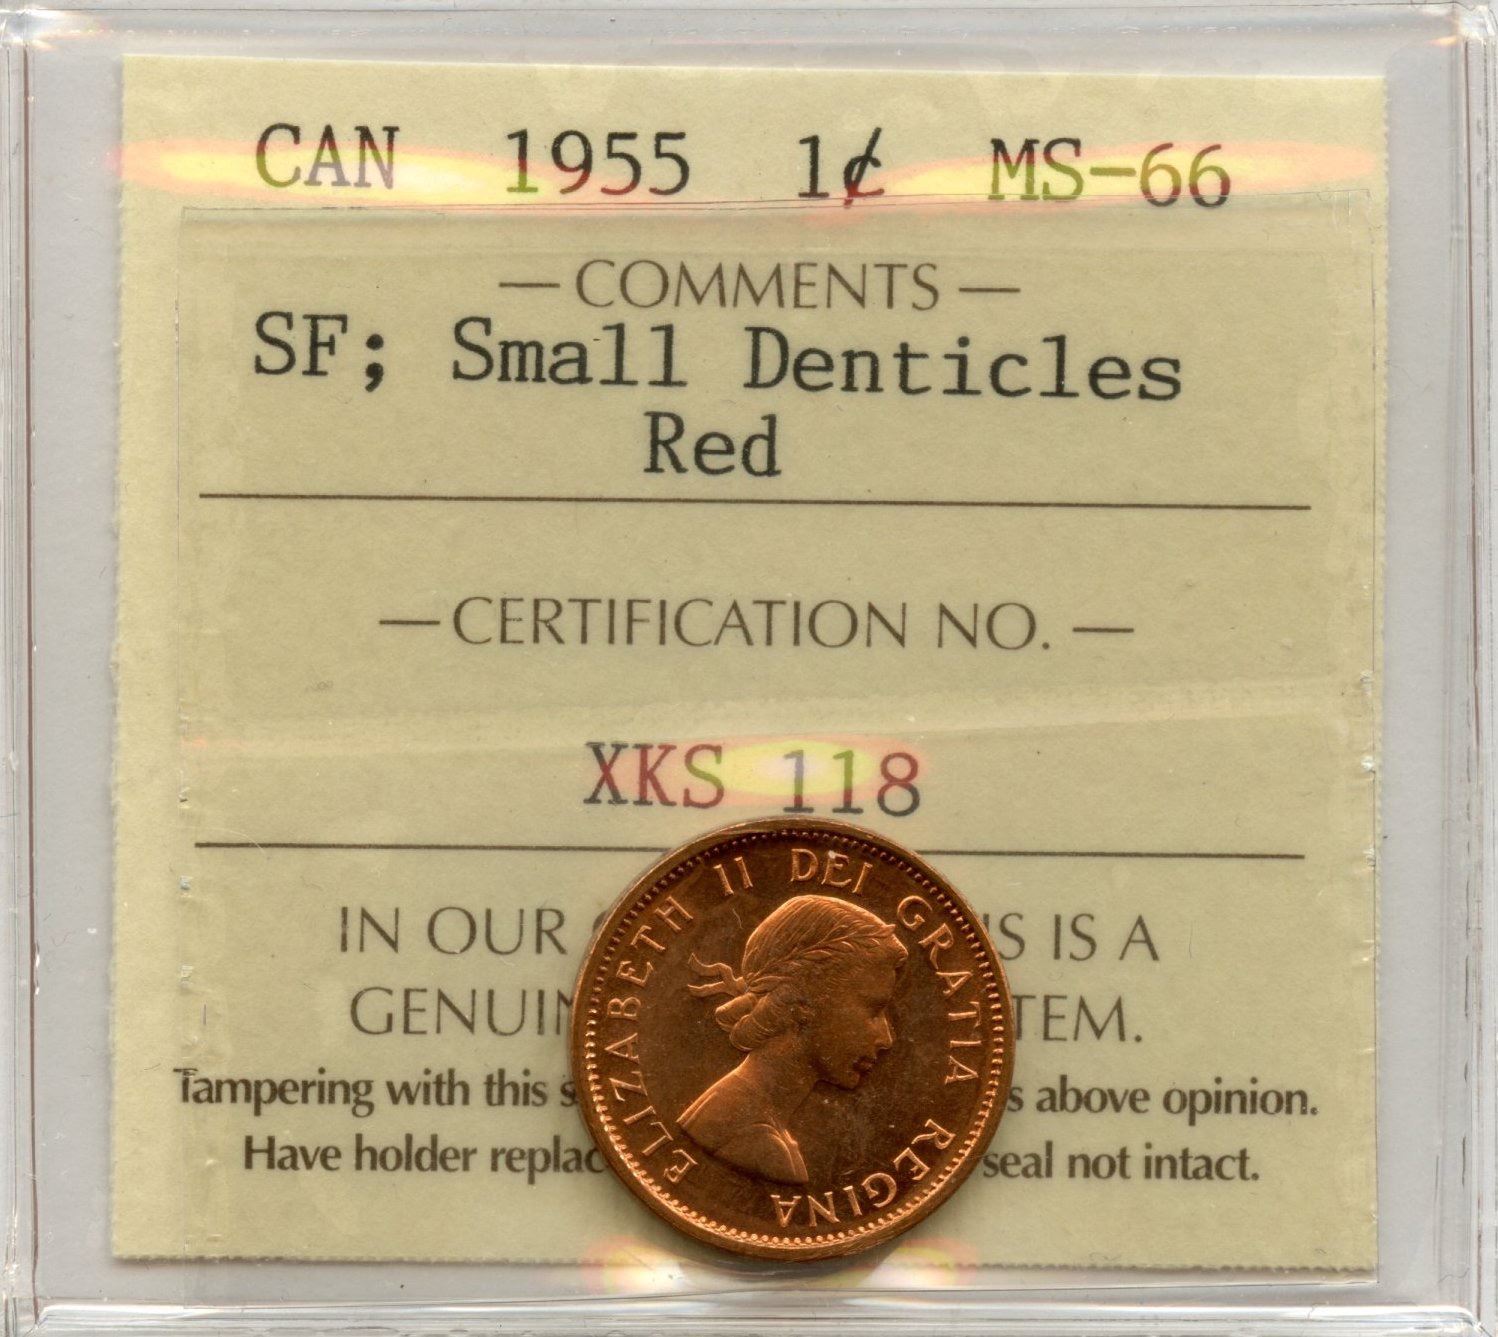 CAN 1955 1¢ MS-66
— COMMENTS —
SF; Small Denticles
Red
— CERTIFICATION NO. —
XKS 118
IN OUR S IS A
GENUIN TEM.
Tampering with this s s above opinion.
Have holder replac seal not intact.
ELIZABETH II DEI GRATIA REGINA